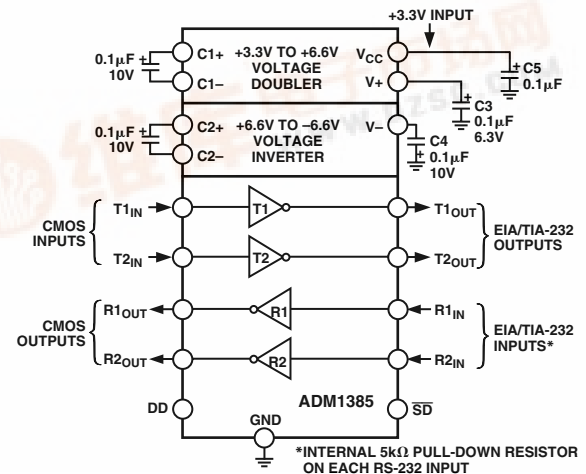 +3.3V INPUT
0.1µF
10V
+
C1+
C1–
+3.3V TO +6.6V
VOLTAGE
DOUBLER
VCC
V+
+
C5
0.1µF
+
C3
0.1µF
6.3V
0.1µF
10V
+
C2+
C2–
+6.6V TO –6.6V
VOLTAGE
INVERTER
V–
+
C4
0.1µF
10V
CMOS
INPUTS
T1IN
T2IN
T1
T2
T1OUT
T2OUT
EIA/TIA-232
OUTPUTS
CMOS
OUTPUTS
R1OUT
R2OUT
R1
R2
R1IN
R2IN
EIA/TIA-232
INPUTS*
DD
GND
ADM1385
SD
*INTERNAL 5kΩ PULL-DOWN RESISTOR
ON EACH RS-232 INPUT